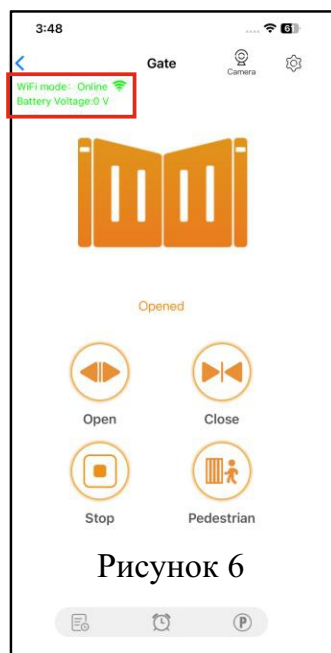 3:48
61
Gate
Camera
WiFi mode： Online
Battery Voltage:0 V
Opened
Open
Close
Stop
Pedestrian
Рисунок 6
P